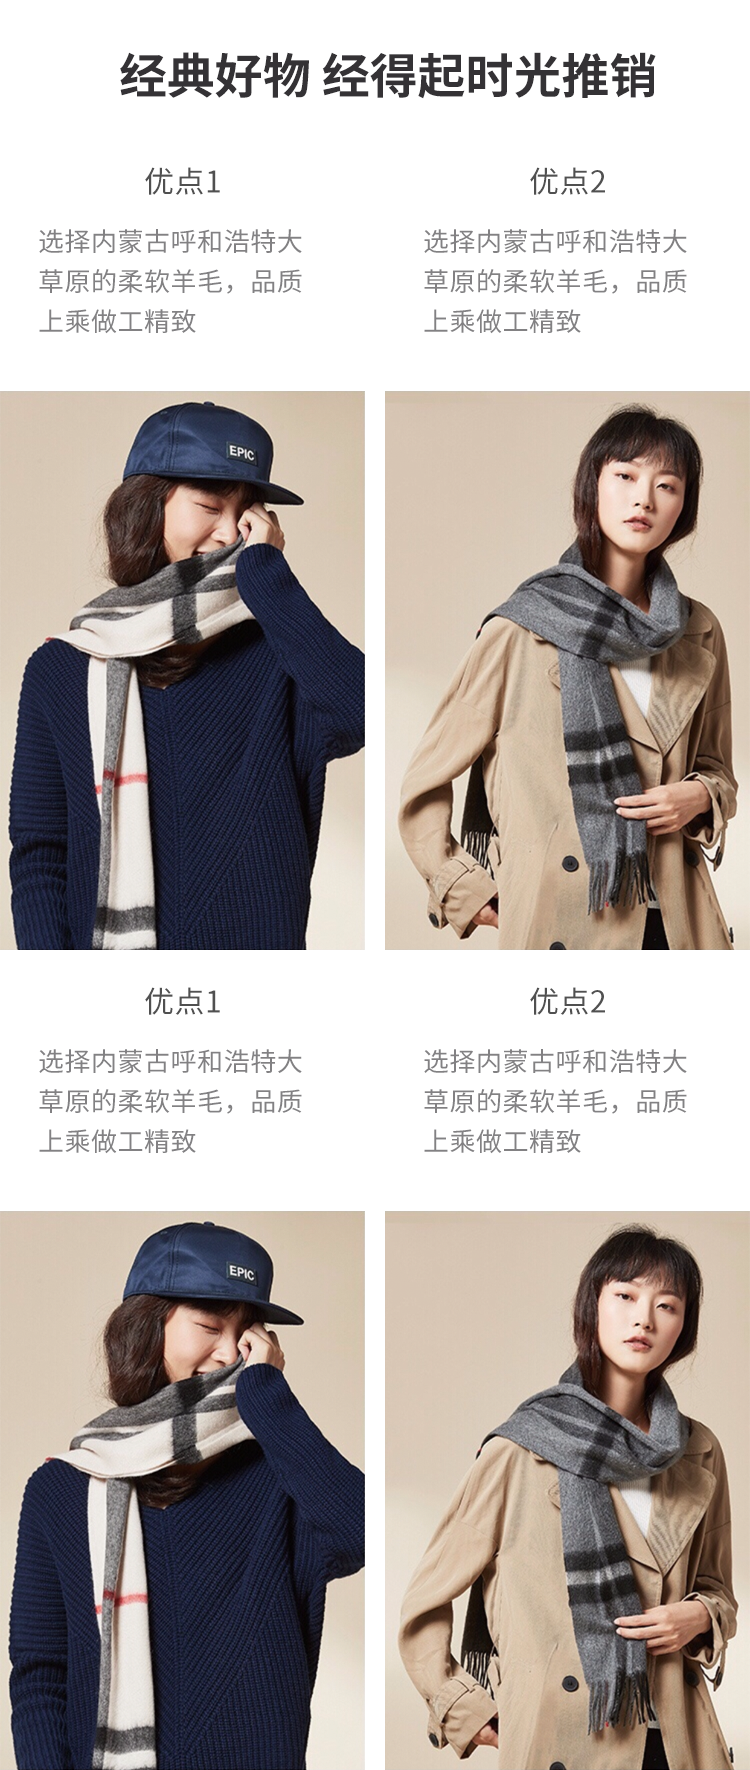 经典好物 经得起时光推销
优点1
选择内蒙古呼和浩特大
草原的柔软羊毛，品质
上乘做工精致
优点2
选择内蒙古呼和浩特大
草原的柔软羊毛，品质
上乘做工精致
EPIC
优点1
选择内蒙古呼和浩特大
草原的柔软羊毛，品质
上乘做工精致
优点2
选择内蒙古呼和浩特大
草原的柔软羊毛，品质
上乘做工精致
EPIC